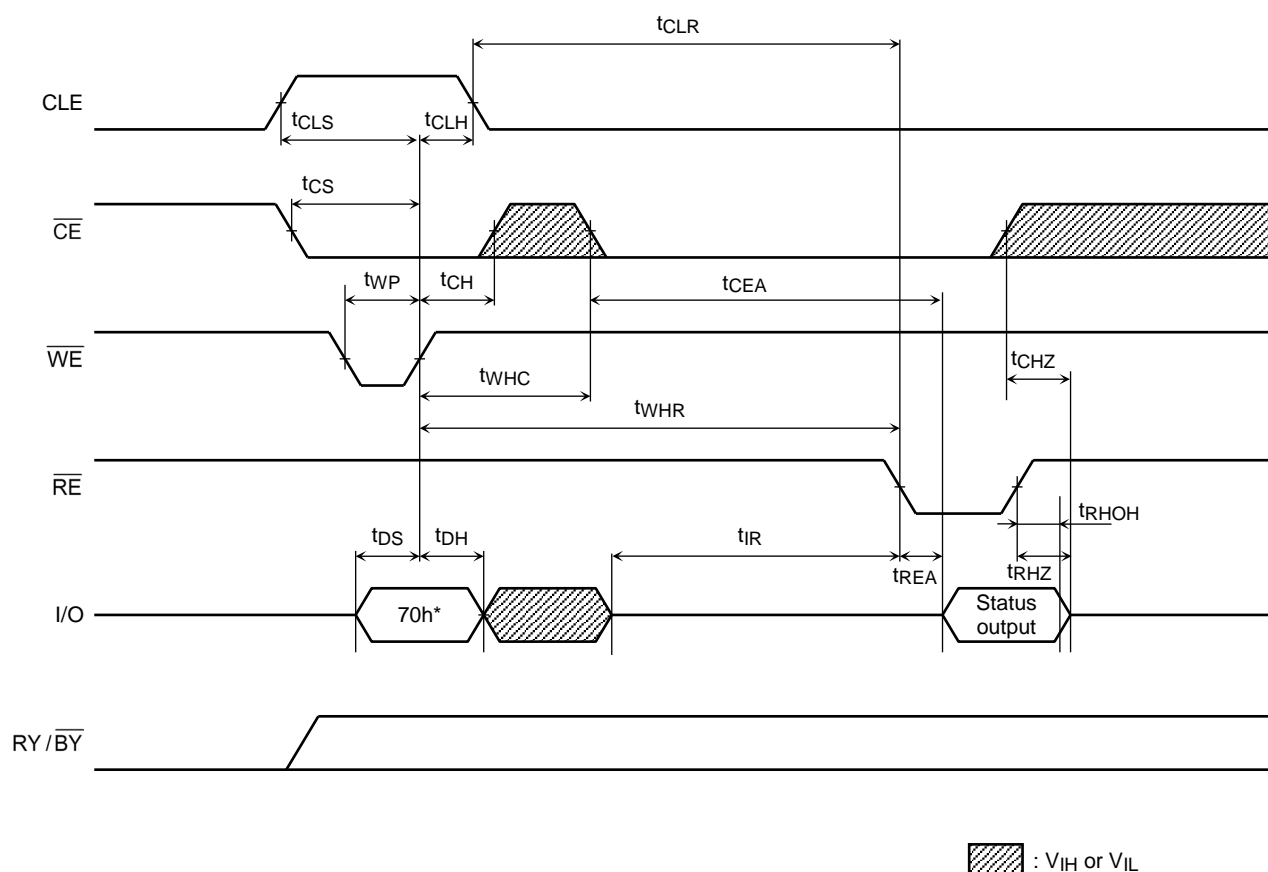 tCLR
CLE
tCLS
tCLH
tCS
CE
tWP
tCH
tCEA
WE
tCHZ
tWHC
tWHR
RE
tRHOH
tDS
tDH
tIR
tREA
tRHZ
I/O
70h*
Status
output
RY / BY
: VIH or VIL